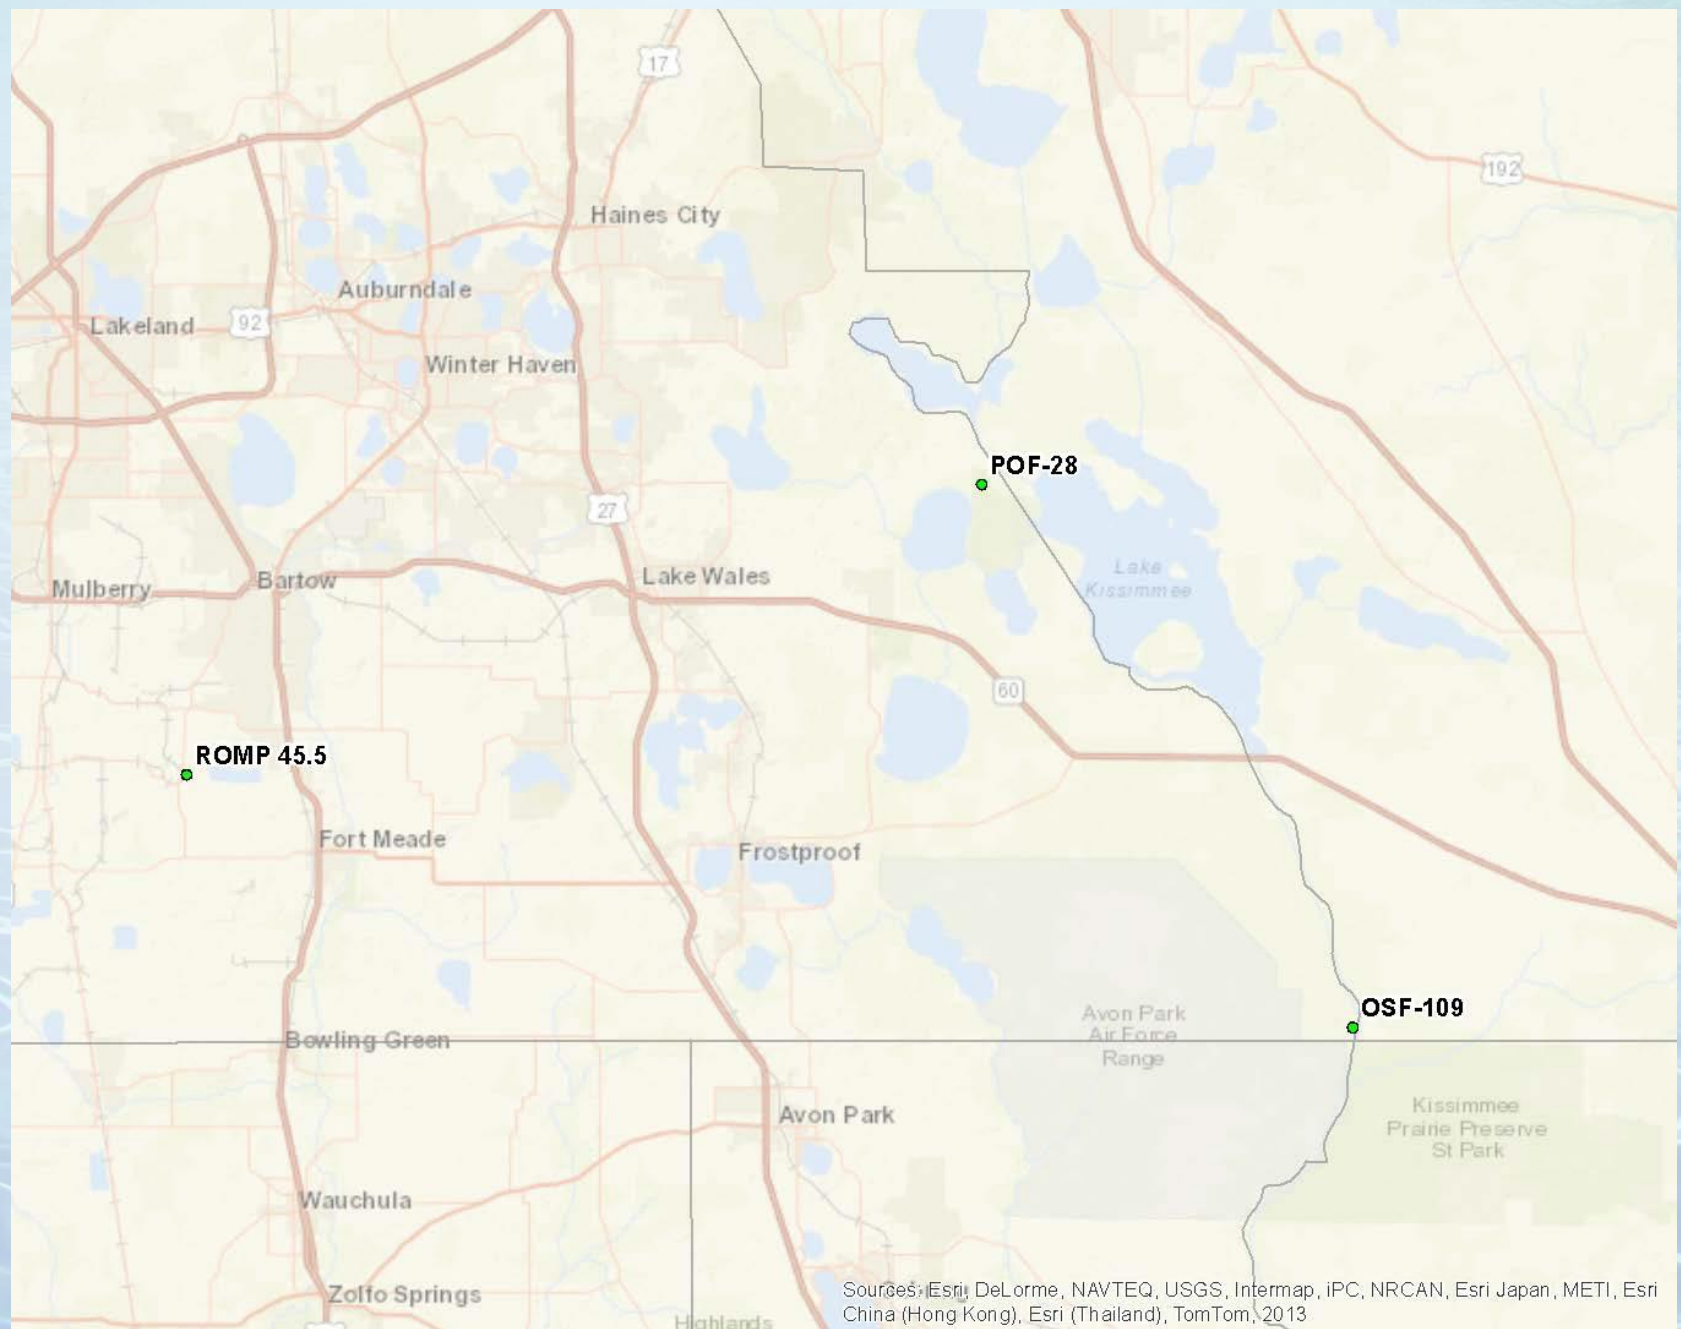 17
192
Haines City
Auburndale
Lakeland
92
Winter Haven
POF-28
27
Lake
Kissimmee
Lake Wales
Mulberry
Bartow
60
ROMP 45.5
Fort Meade
Frostproof
OSF-109
Avon Park
Air Force
Range
Bowling Green
Kissimmee
Prairie Preserve
St Park
Avon Park
Wauchula
Zolfo Springs
Highlands
Sources: Esri, DeLorme, NAVTEQ, USGS, Intermap, iPC, NRCAN, Esri Japan, METI, Esri
China (Hong Kong), Esri (Thailand), TomTom, 2013